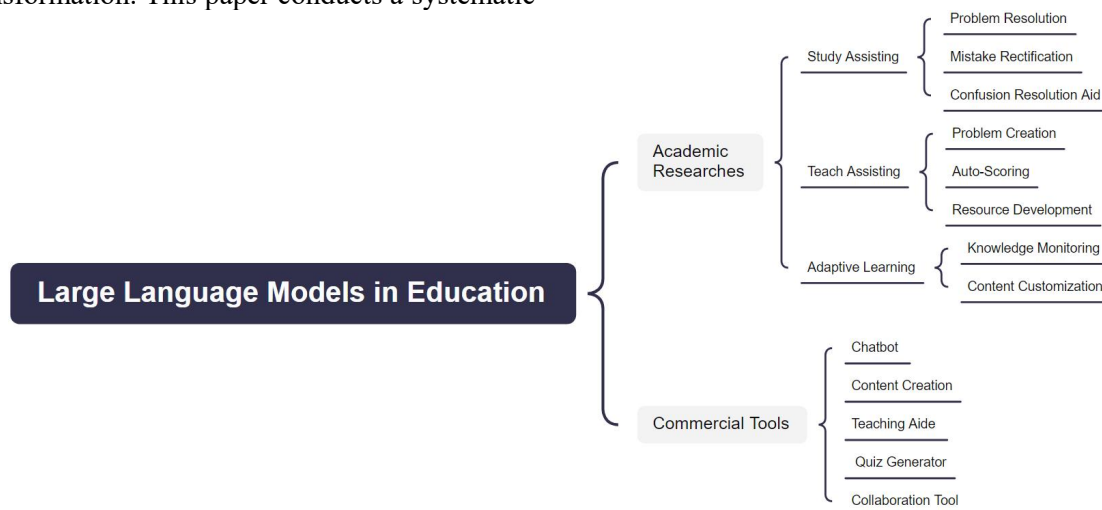 sformation. This paper conducts a systematic
Large Language Models in Education
Academic
Researches
Study Assisting
Problem Resolution
Mistake Rectification
Confusion Resolution Aid
Teach Assisting
Problem Creation
Auto-Scoring
Resource Development
Adaptive Learning
Knowledge Monitoring
Content Customization
Commercial Tools
Chatbot
Content Creation
Teaching Aide
Quiz Generator
Collaboration Tool